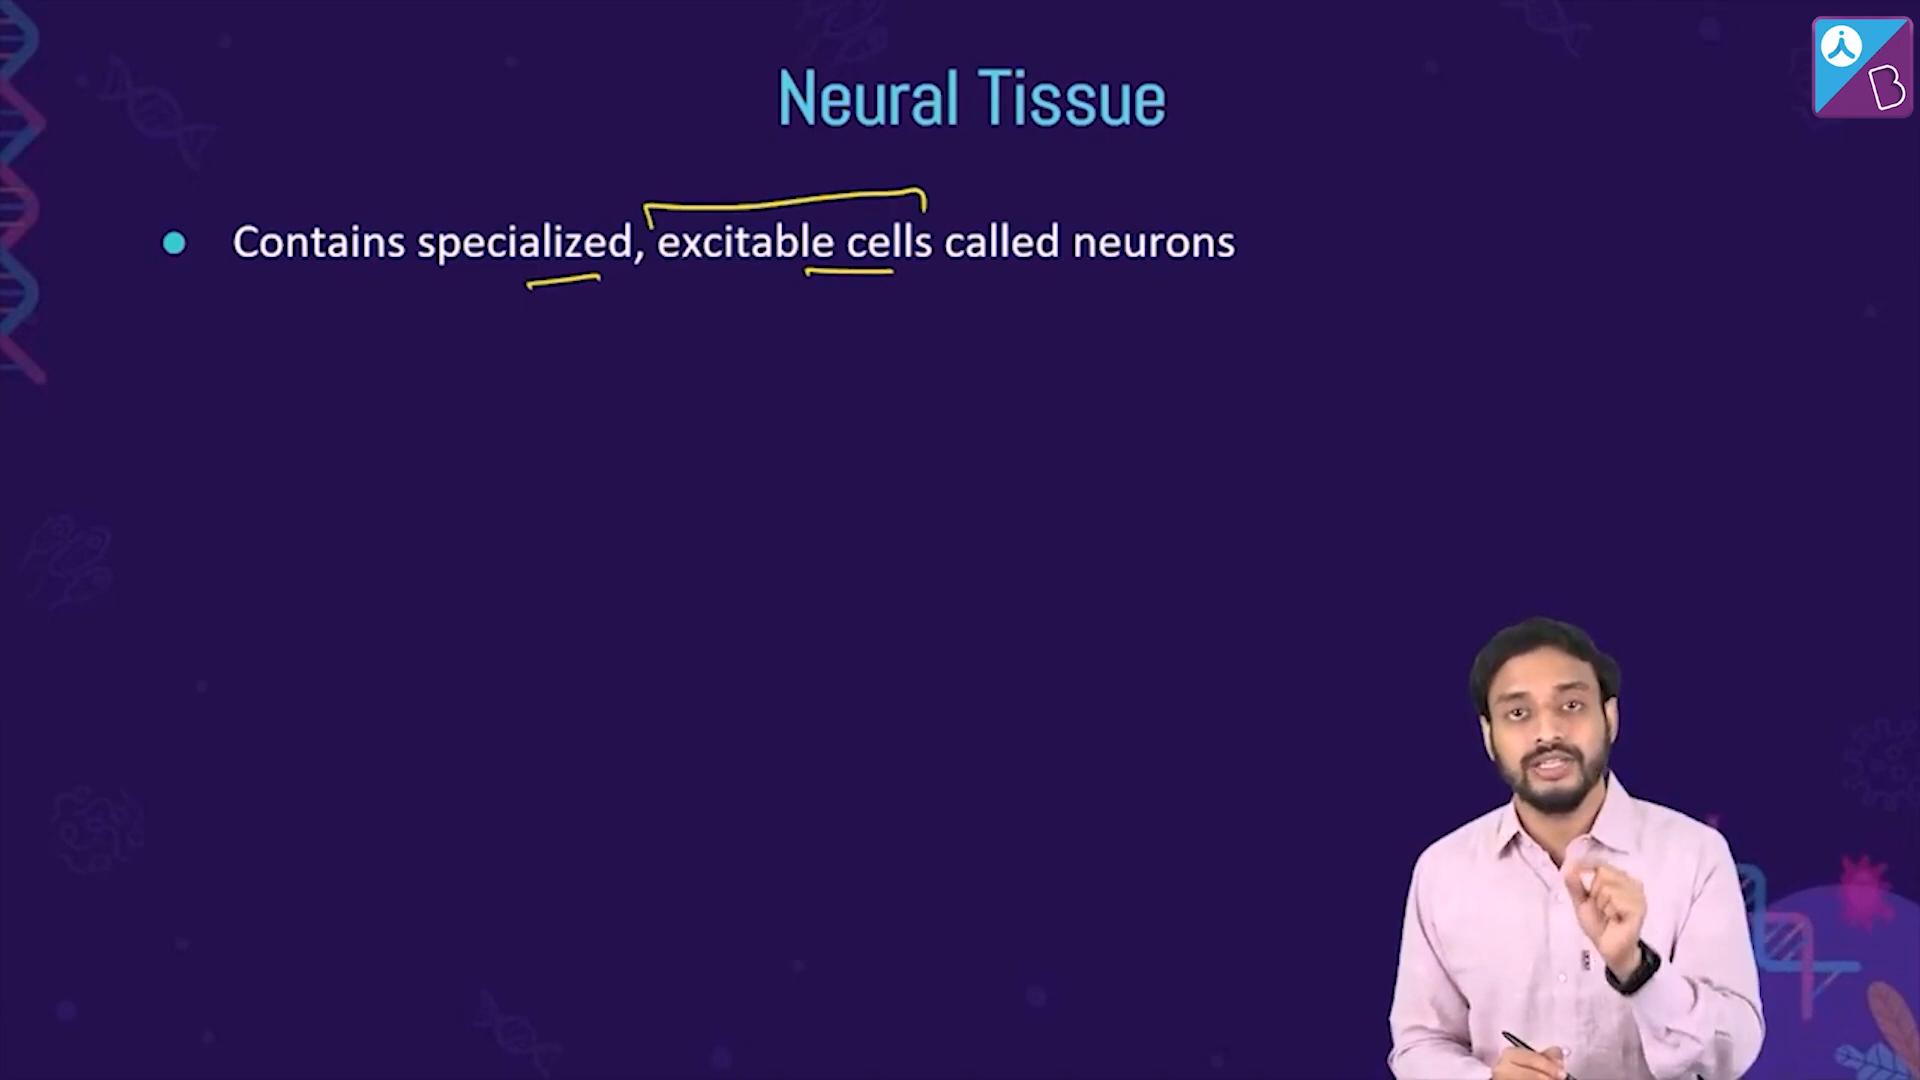 Neural Tissue
Contains specialized, excitable cells called neurons
B